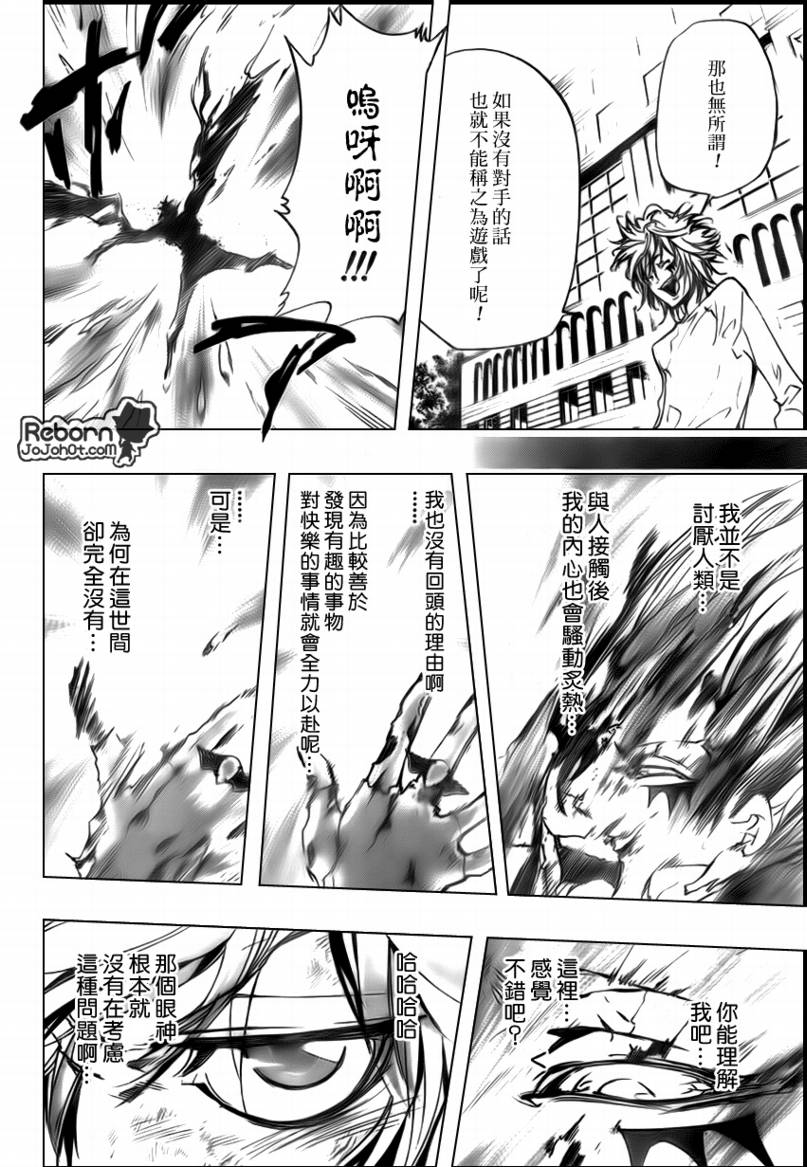 那也無所謂！
如果沒有對手的話
也就不能稱之為遊戲了呢！
嗚呀啊啊!!!
Reborn
JoJohOt.com
我並不是
討厭人類…
與人接觸後
我的內心也會騷動炙熱…
我也沒有回頭的理由啊
……
因為比較善於
發現有趣的事物
對快樂的事情就會全力以赴呢…
……
可是…
為何在這世間
卻完全沒有…
你能理解
我吧…
這裡…
感覺
不錯吧？
哈哈哈哈
那個眼神
根本就
沒有在考慮
這種問題啊…